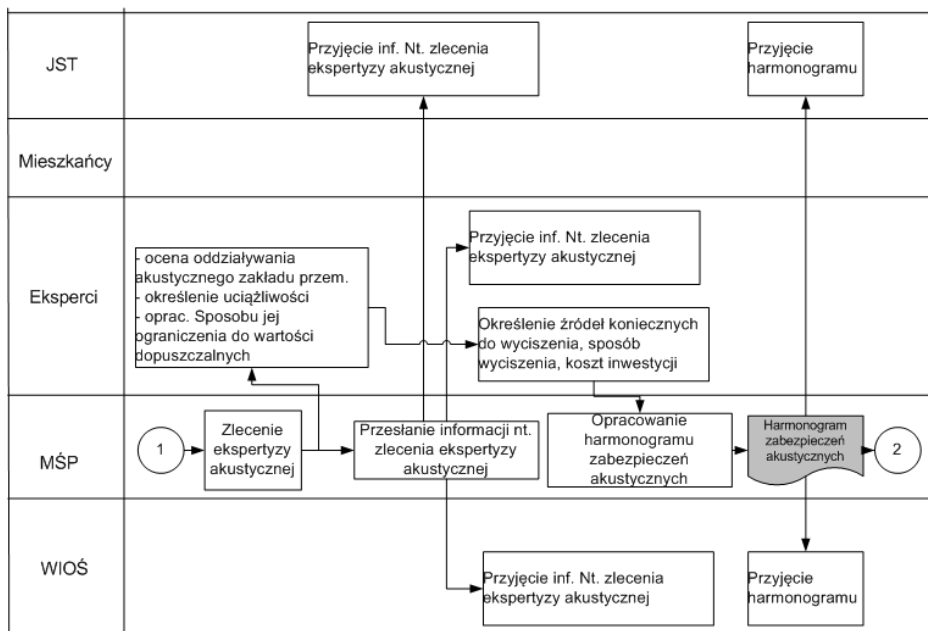 JST
Przyjęcie inf. Nt. zlecenia
ekspertyzy akustycznej
Przyjęcie
harmonogramu
Mieszkańcy
Eksperci
- ocena oddziaływania
akustycznego zakładu przem.
- określenie uciążliwości
- oprac. Sposobu jej
ograniczenia do wartości
dopuszczalnych
Przyjęcie inf. Nt. zlecenia
ekspertyzy akustycznej
Określenie źródeł koniecznych
do wyciszenia, sposób
wyciszenia, koszt inwestycji
MŚP
1
Zlecenie
ekspertyzy
akustycznej
Przesłanie informacji nt.
zlecenia ekspertyzy
akustycznej
Opracowanie
harmonogramu
zabezpieczeń
akustycznych
Harmonogram
zabezpieczeń
akustycznych
2
WIOŚ
Przyjęcie inf. Nt. zlecenia
ekspertyzy akustycznej
Przyjęcie
harmonogramu